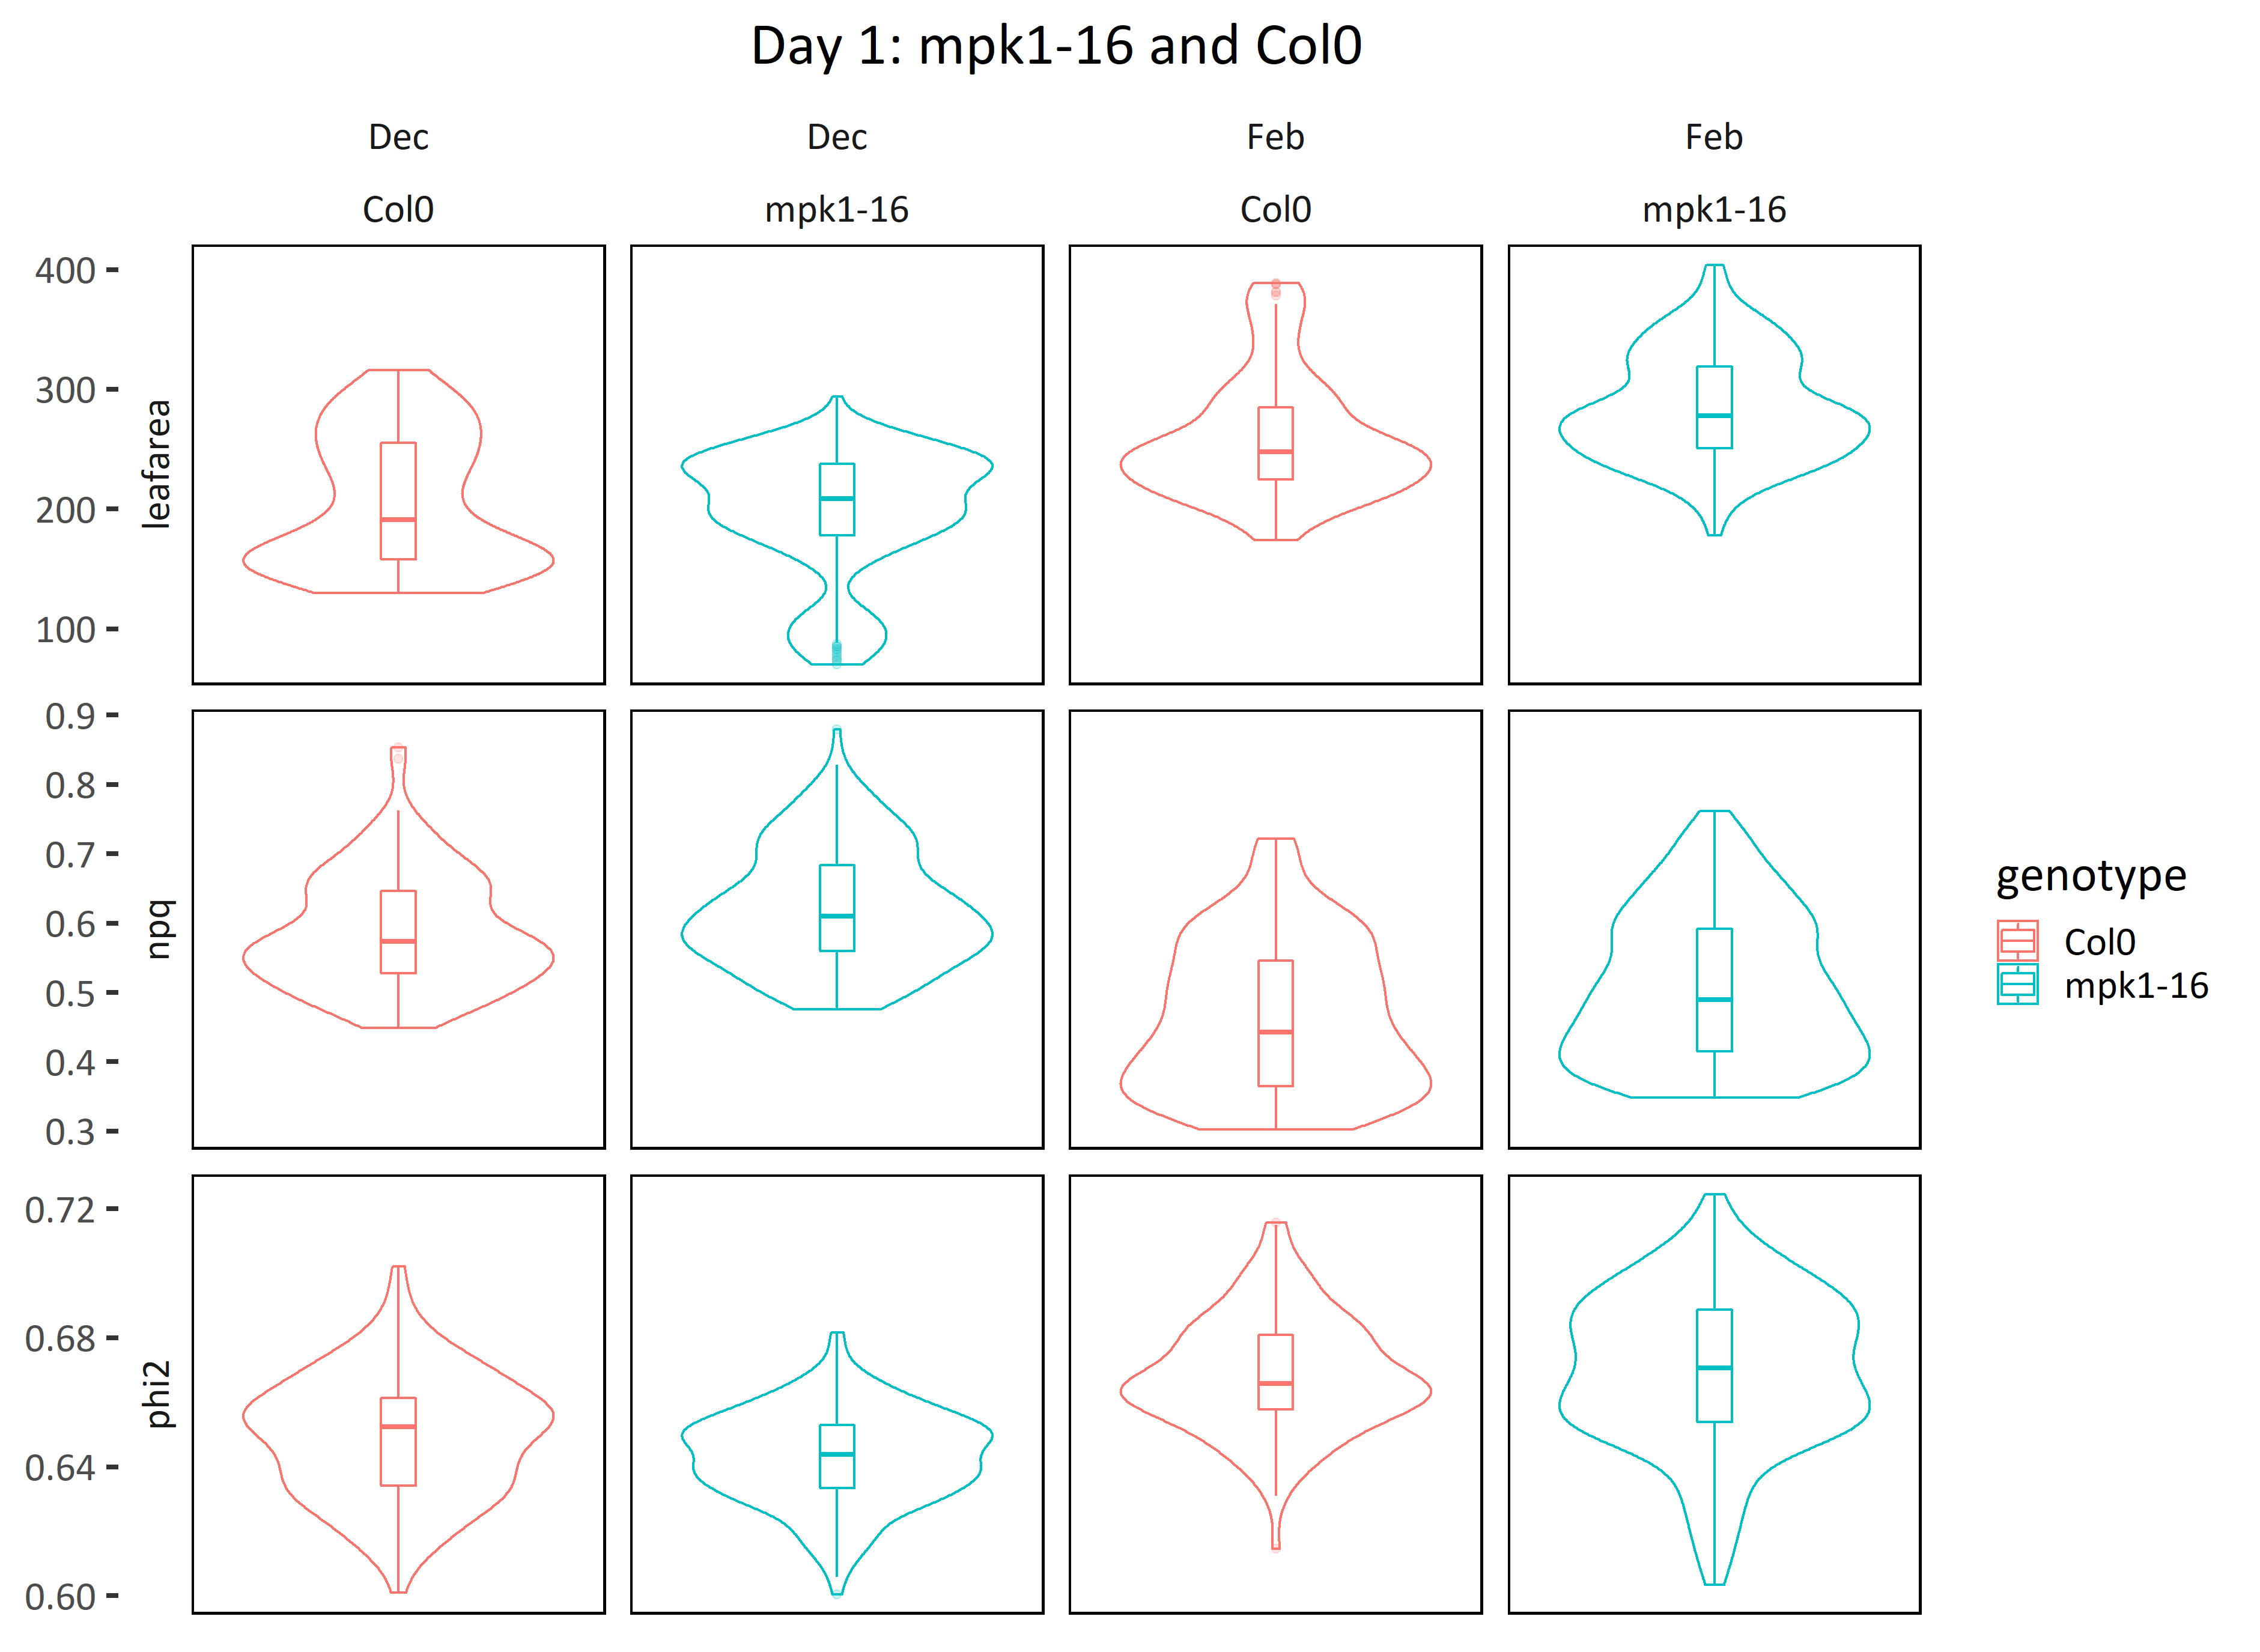 Day 1: mpk1-16 and Col0
Dec Dec Feb Feb
Col0 mpk1-16 Col0 mpk1-16
400
300
200
100
leafarea
0.9
0.8
0.7
0.6
0.5
0.4
0.3
npq
0.72
0.68
0.64
0.60
phi2
genotype
Col0
mpk1-16